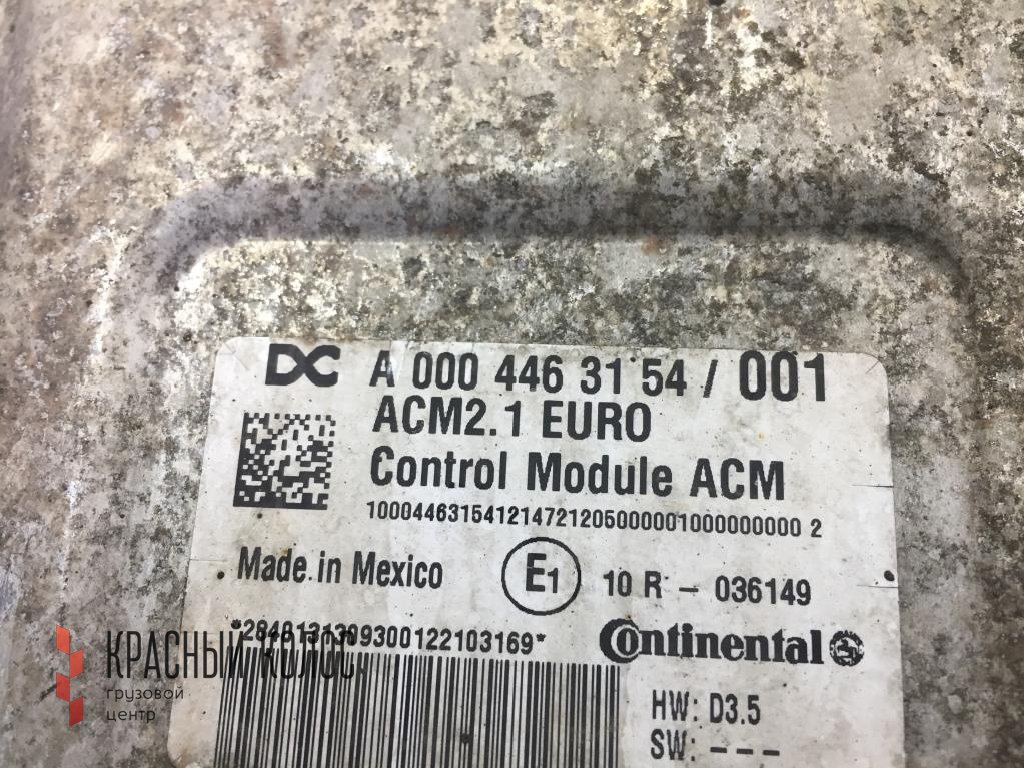 DC A 000 446 31 54 / 001
ACM2.1 EURO
Control Module ACM
10004463154121472120500000100000000 2
Made in Mexico E1 10 R - 036149
Continental
КРАСНЫЙ КОЛОС
грузовой
центр
HW: D3.5
SW: ---